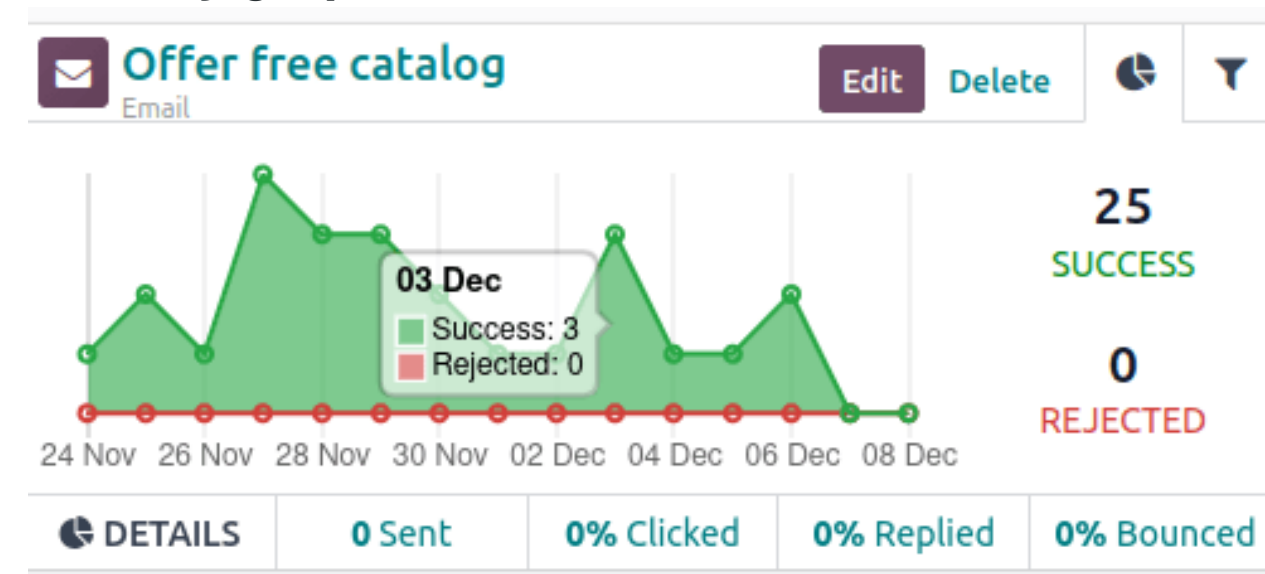 Offer free catalog
Email
Edit
Delete
25
SUCCESS
03 Dec
Success: 3
Rejected: 0
0
REJECTED
24 Nov 26 Nov 28 Nov 30 Nov 02 Dec 04 Dec 06 Dec 08 Dec
DETAILS 0 Sent 0% Clicked 0% Replied 0% Bounced